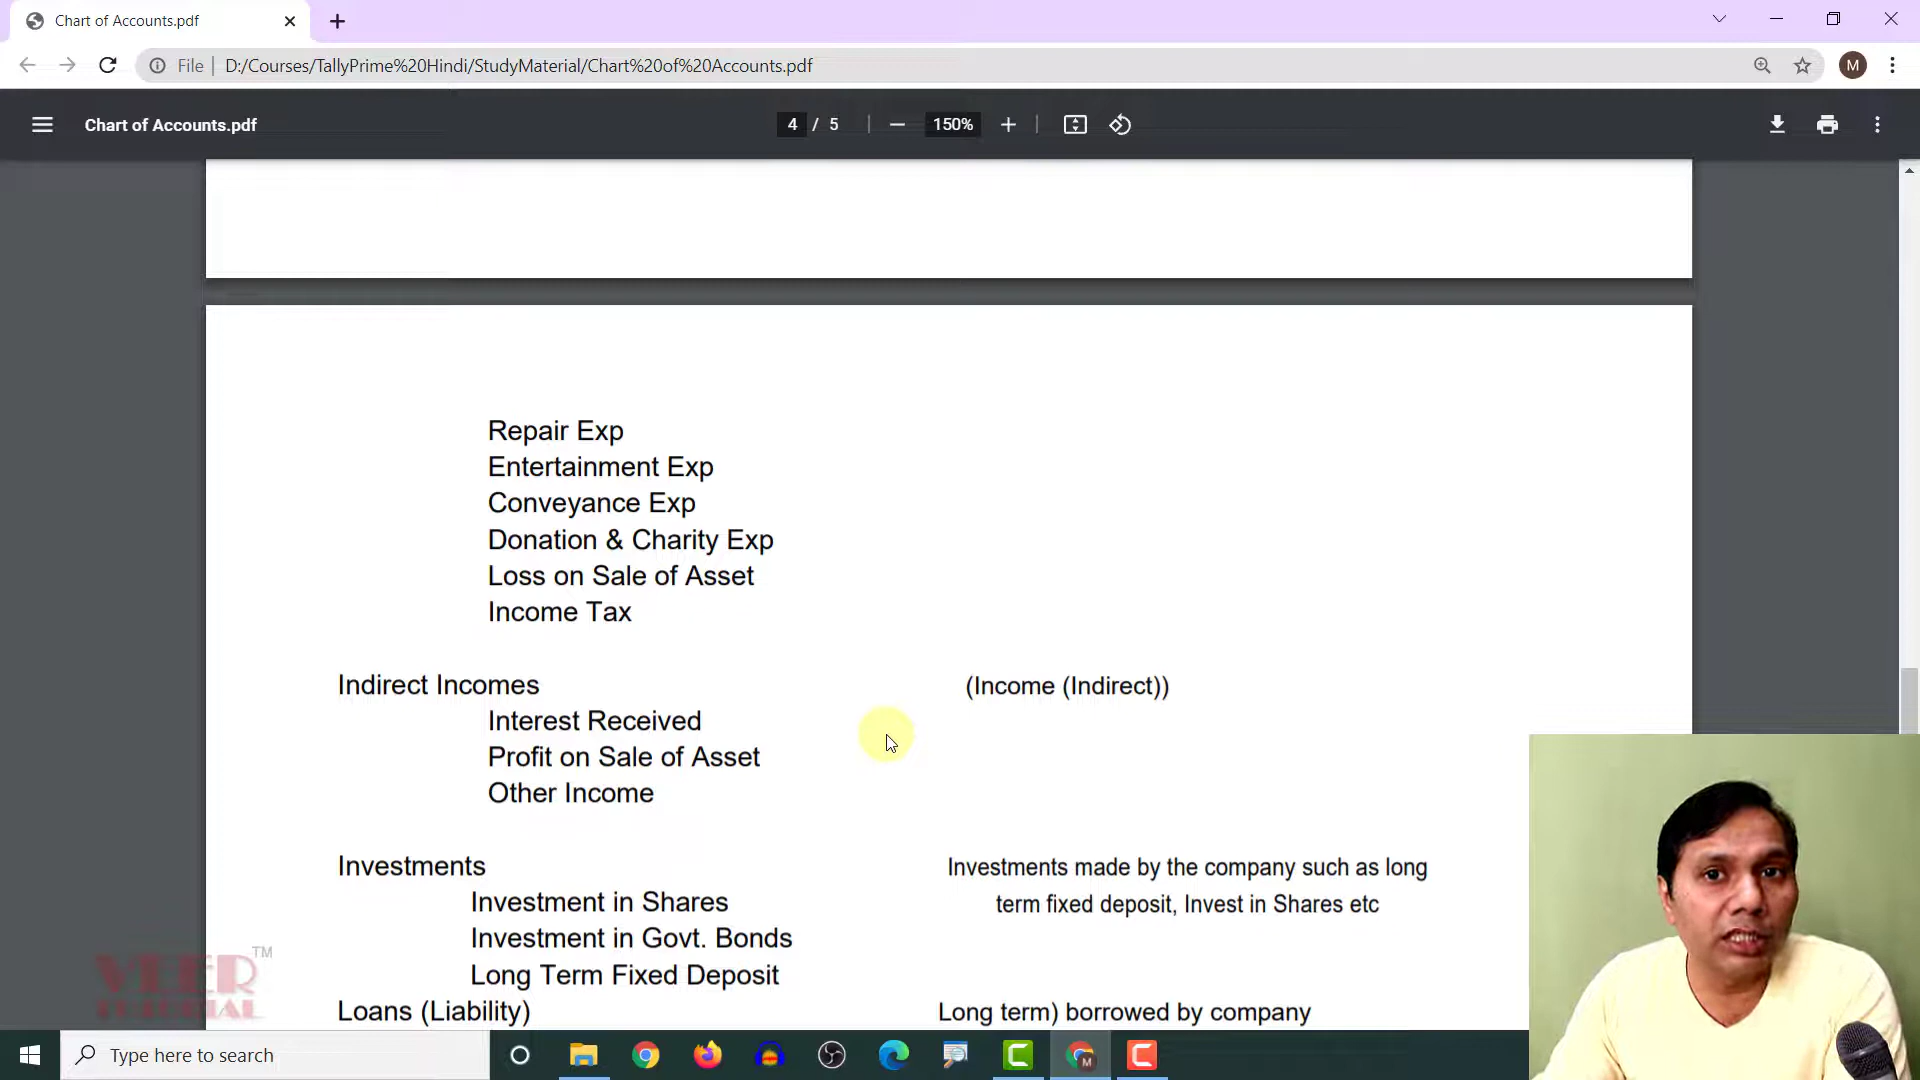 Chart of Accounts.pdf
File | D:/Courses/TallyPrime%20Hindi/StudyMaterial/Chart%20of%20Accounts.pdf
M
Chart of Accounts.pdf
4 / 5
150%
Repair Exp
Entertainment Exp
Conveyance Exp
Donation & Charity Exp
Loss on Sale of Asset
Income Tax
Indirect Incomes (Income (Indirect))
Interest Received
Profit on Sale of Asset
Other Income
Investments Investments made by the company such as long
term fixed deposit, Invest in Shares etc
Investment in Shares
Investment in Govt. Bonds
Long Term Fixed Deposit
Loans (Liability) Long term) borrowed by company
VEER TM
TUTORIAL
Type here to search